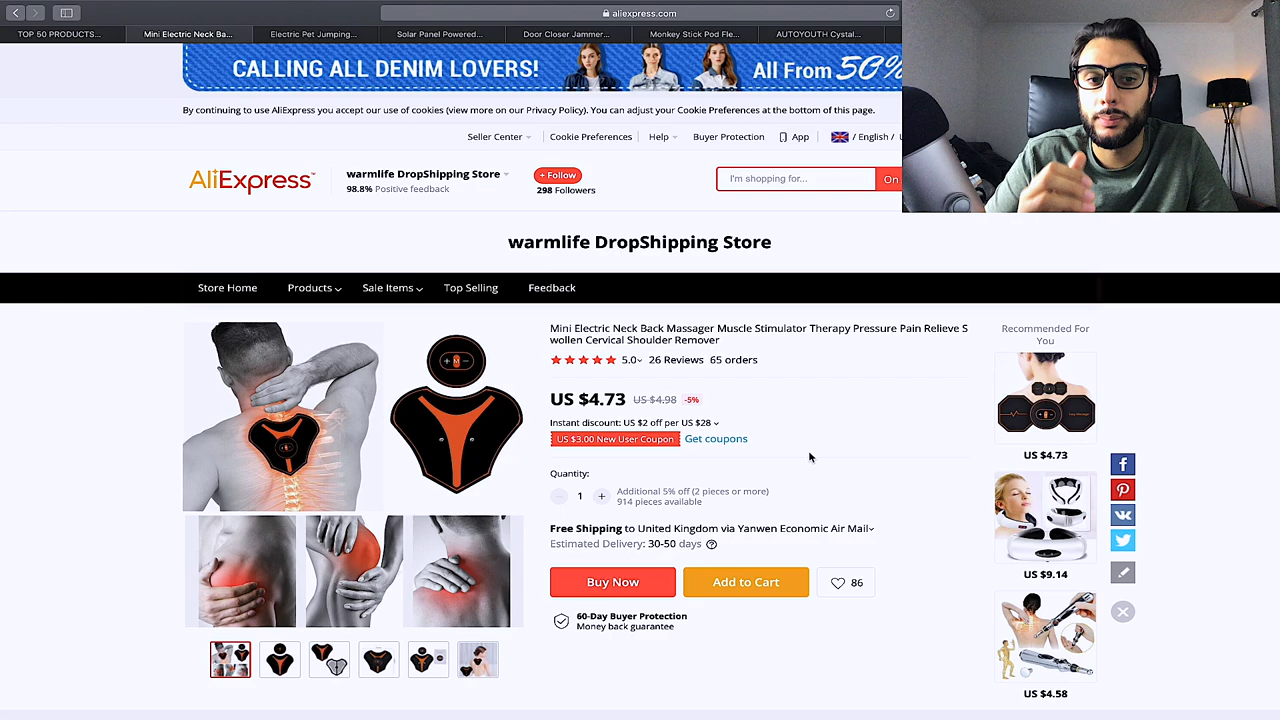 aliexpress.com
TOP 50 PRODUCTS...
Mini Electric Neck Ba...
Electric Pet Jumping...
Solar Panel Powered...
Door Closer Jammer...
Monkey Stick Pod Fle...
AUTOYOUTH Czystal...
CALLING ALL DENIM LOVERS!
All From 50%
By continuing to use AliExpress you accept our use of cookies (view more on our Privacy Policy). You can adjust your Cookie Preferences at the bottom of this page.
Seller Center
Cookie Preferences
Help
Buyer Protection
App
/ English /
AliExpress™
warmlife DropShipping Store
98.8% Positive feedback
+ Follow
298 Followers
I'm shopping for...
On
warmlife DropShipping Store
Store Home
Products
Sale Items
Top Selling
Feedback
Mini Electric Neck Back Massager Muscle Stimulator Therapy Pressure Pain Relieve S
wollen Cervical Shoulder Remover
5.0 26 Reviews 65 orders
US $4.73 US $4.98 -5%
Instant discount: US $2 off per US $28
US $3.00 New User Coupon Get coupons
Quantity:
1
Additional 5% off (2 pieces or more)
914 pieces available
Free Shipping to United Kingdom via Yanwen Economic Air Mail
Estimated Delivery: 30-50 days
Buy Now
Add to Cart
86
60-Day Buyer Protection
Money back guarantee
Recommended For
You
US $4.73
US $9.14
US $4.58